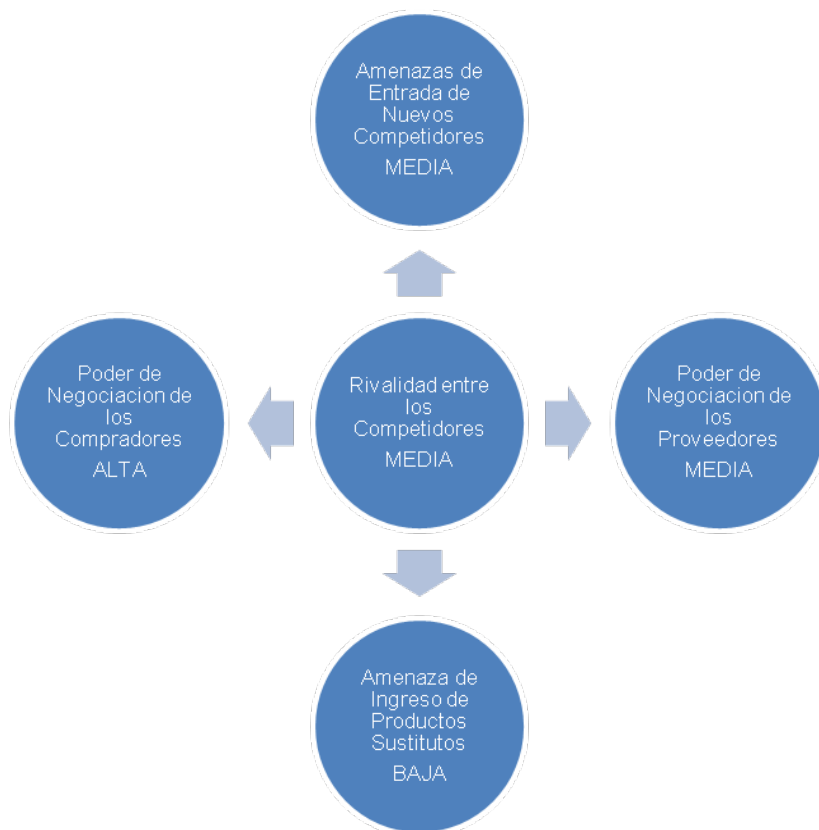 Amenazas de
Entrada de
Nuevos
Competidores
MEDIA
Poder de
Negociacion de
los
Compradores
ALTA
Rivalidad entre
los
Competidores
MEDIA
Poder de
Negociacion de
los
Proveedores
MEDIA
Amenaza de
Ingreso de
Productos
Sustitutos
BAJA